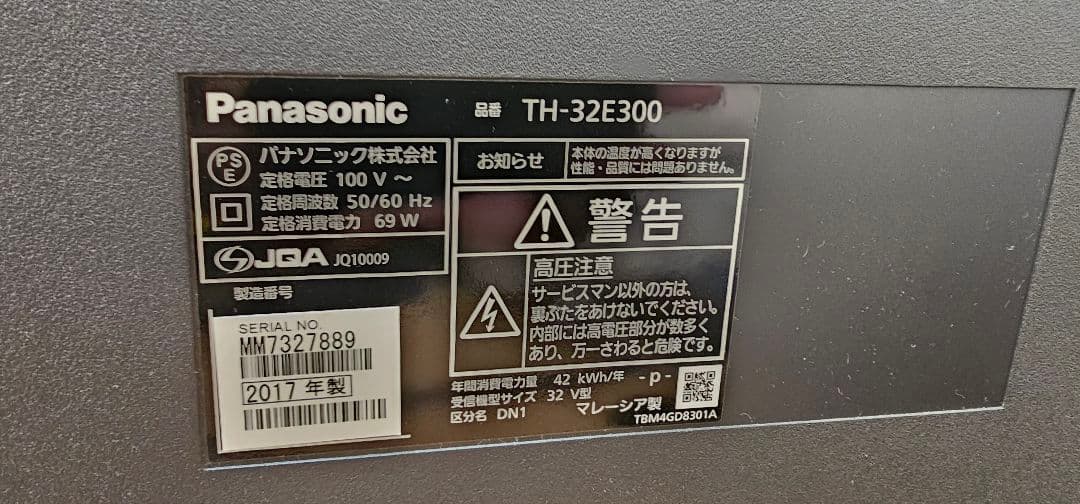 Panasonic 品番 TH-32E300
PS E
パナソニック株式会社
定格電圧 100 V ～
定格周波数 50/60 Hz
定格消費電力 69 W
JQA JQ10009
製造番号
SERIAL NO.
MM7327889
2017 年製
お知らせ
本体の温度が高くなりますが
性能・品質には問題ありません。
警告
高圧注意
サービスマン以外の方は、
裏ぶたをあけないでください。
内部には高電圧部分が数多く
あり、万一さわると危険です。
年間消費電力量 42 kWh/年 -p-
受信機型サイズ 32 V型
区分名 DN1 マレーシア製
TBM4GD8301A